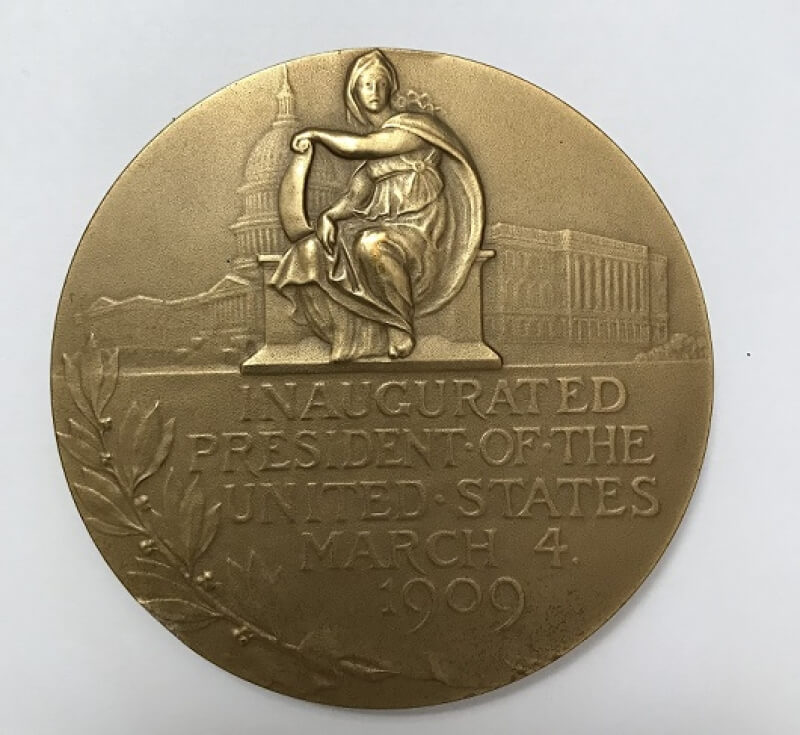 INAUGURATED
PRESIDENT·OF·THE
UNITED·STATES
MARCH 4.
1909